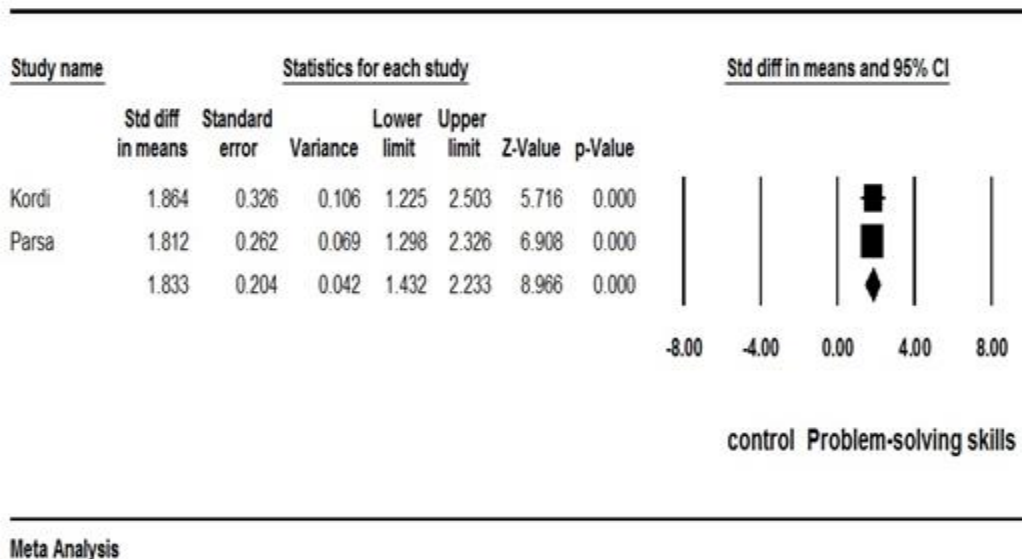 Study name Statistics for each study Std diff in means and 95% CI
Std diff Standard Lower Upper
in means error Variance limit limit Z-Value p-Value
Kordi 1.864 0.326 0.106 1.225 2.503 5.716 0.000
Parsa 1.812 0.262 0.069 1.298 2.326 6.908 0.000
1.833 0.204 0.042 1.432 2.233 8.966 0.000
-8.00 -4.00 0.00 4.00 8.00
control Problem-solving skills
Meta Analysis